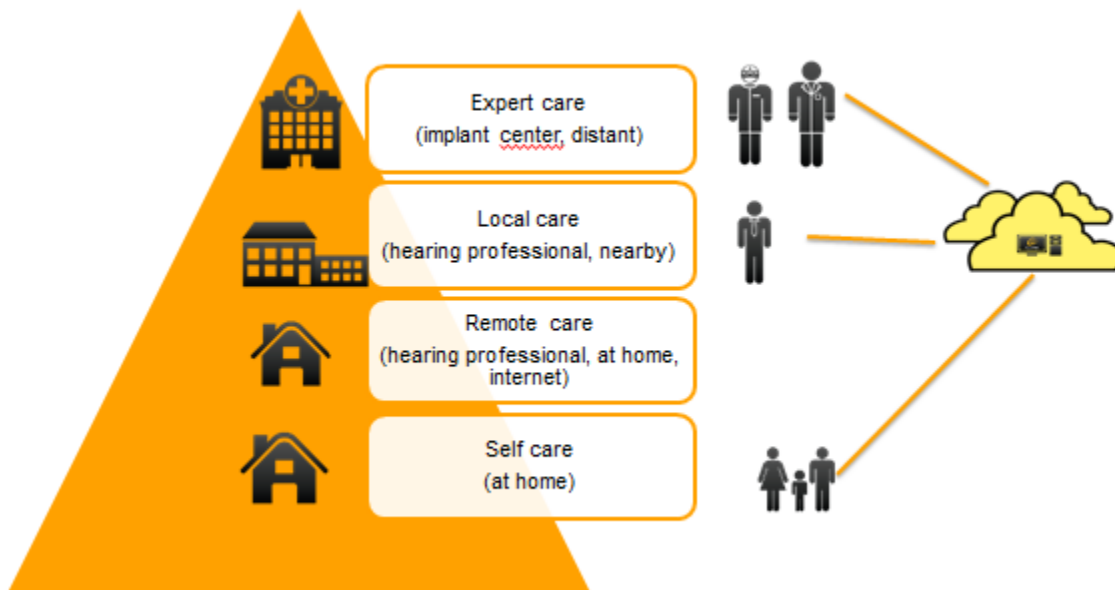 Expert care
(implant center, distant)
Local care
(hearing professional, nearby)
Remote care
(hearing professional, at home,
internet)
Self care
(at home)